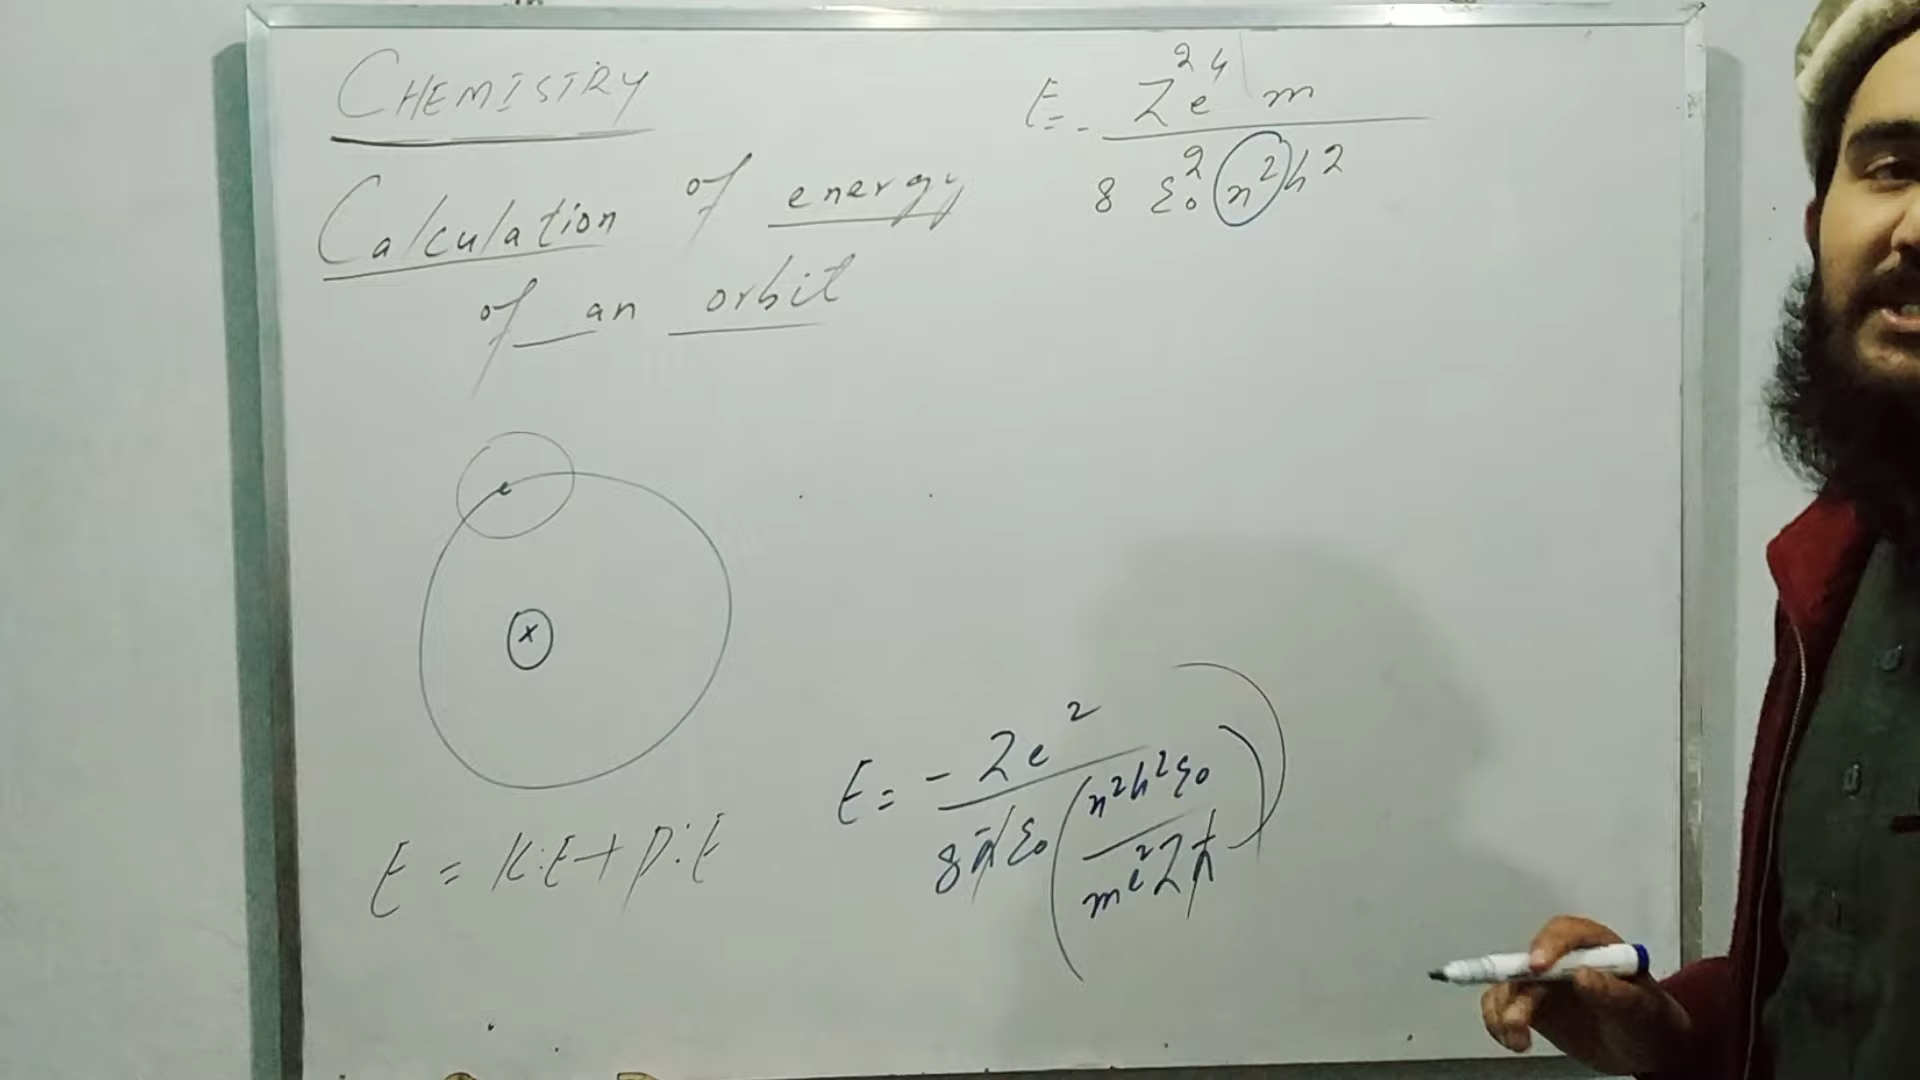 CHEMISTRY
Calculation of energy
of an orbit
E = - Z²e⁴m / 8 ε₀² n² h²
e
x
E = K.E + P.E
E = - Ze² / 8πε₀ (n²h²ε₀ / me²Zπ)